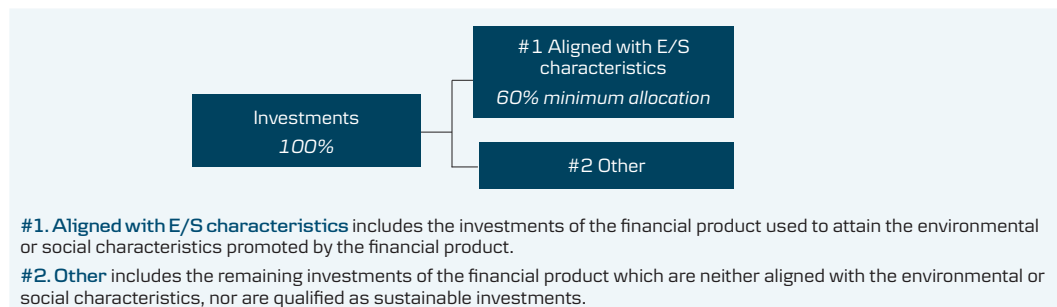 #1 Aligned with E/S
characteristics
60% minimum allocation
Investments
100%
#2 Other
#1. Aligned with E/S characteristics includes the investments of the financial product used to attain the environmental
or social characteristics promoted by the financial product.
#2. Other includes the remaining investments of the financial product which are neither aligned with the environmental or
social characteristics, nor are qualified as sustainable investments.